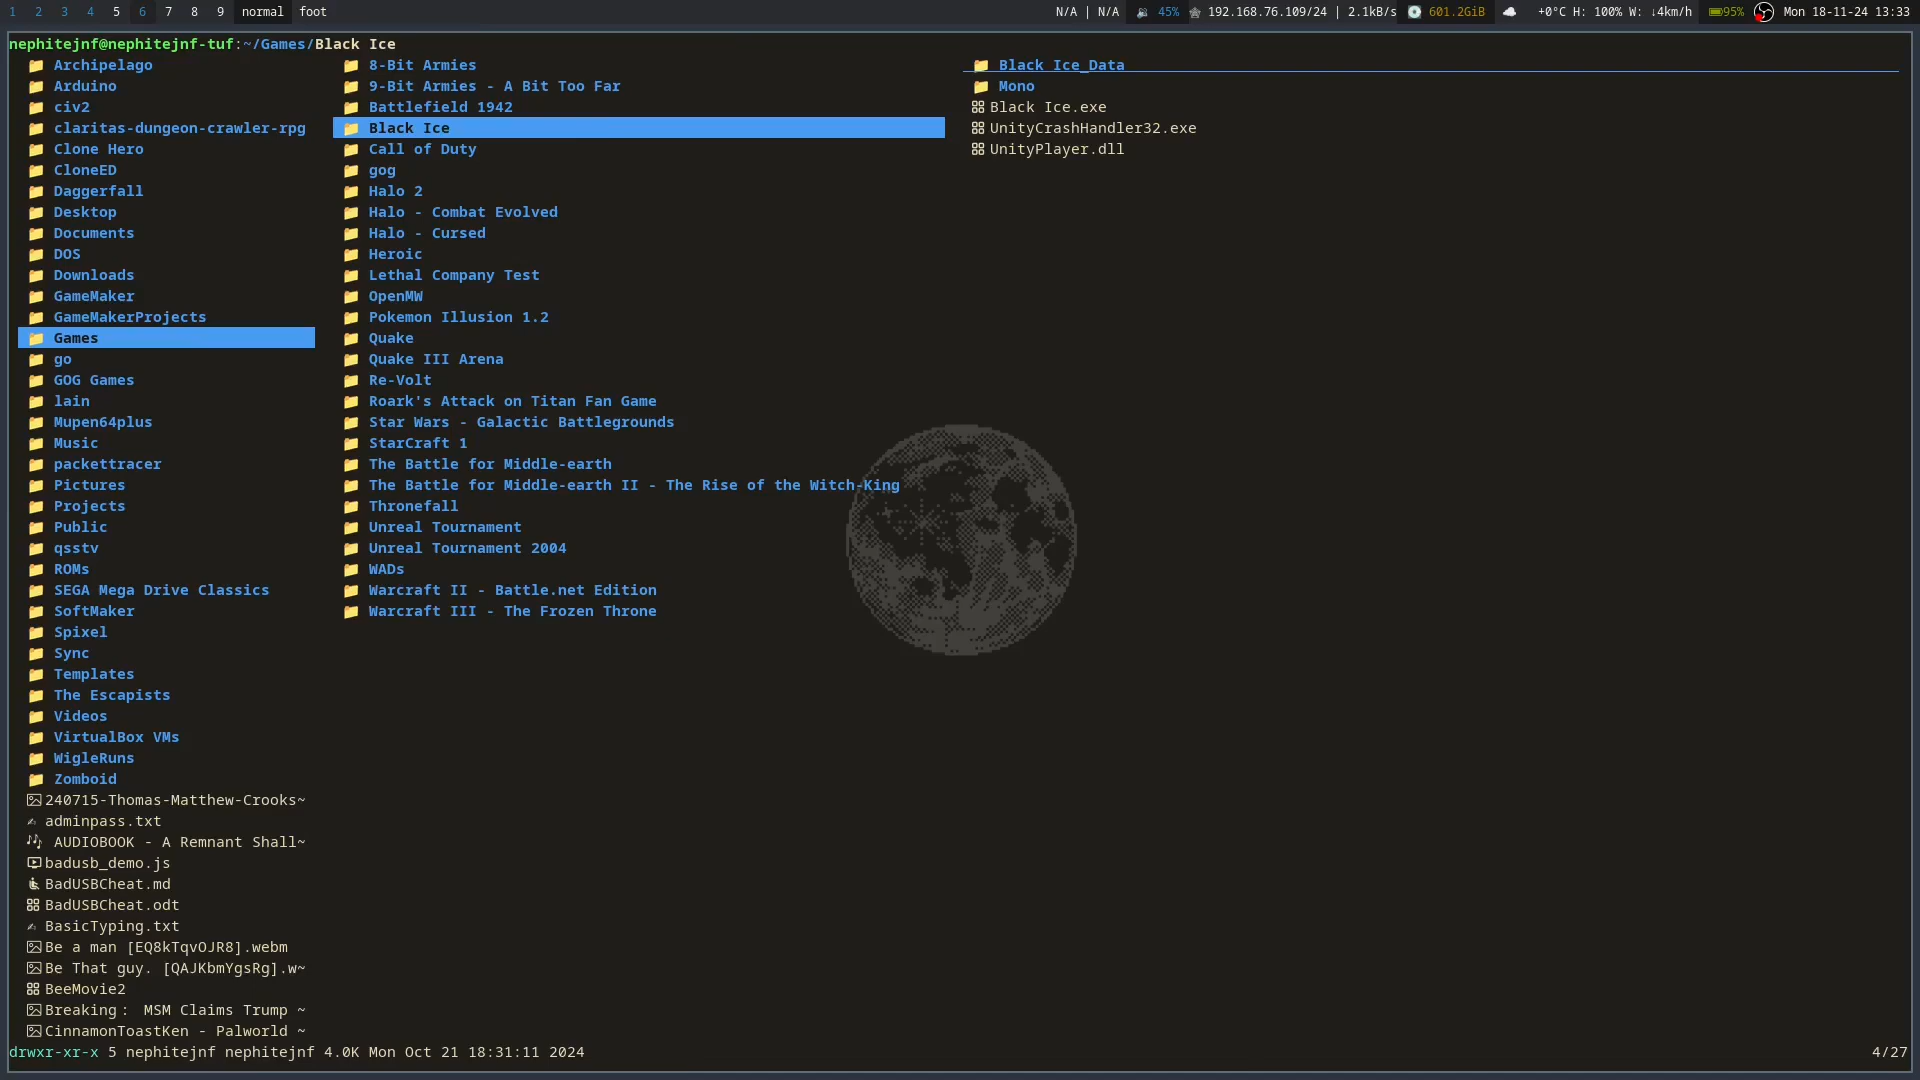 1 2 3 4 5 6 7 8 9 normal foot N/A | N/A 45% 192.168.76.109/24 | 2.1kB/s 601.2GiB +0°C H: 100% W: ↓4km/h 95% Mon 18-11-24 13:33
nephitejnf@nephitejnf-tuf:~/Games/Black Ice
Archipelago
Arduino
civ2
claritas-dungeon-crawler-rpg
Clone Hero
CloneED
Daggerfall
Desktop
Documents
DOS
Downloads
GameMaker
GameMakerProjects
Games
go
GOG Games
lain
Mupen64plus
Music
packettracer
Pictures
Projects
Public
qsstv
ROMs
SEGA Mega Drive Classics
SoftMaker
Spixel
Sync
Templates
The Escapists
Videos
VirtualBox VMs
WigleRuns
Zomboid
240715-Thomas-Matthew-Crooks~
adminpass.txt
AUDIOBOOK - A Remnant Shall~
badusb_demo.js
BadUSBCheat.md
BadUSBCheat.odt
BasicTyping.txt
Be a man [EQ8kTqvOJR8].webm
Be That guy. [QAJKbmYgsRg].w~
BeeMovie2
Breaking： MSM Claims Trump ~
CinnamonToastKen - Palworld ~
8-Bit Armies
9-Bit Armies - A Bit Too Far
Battlefield 1942
Black Ice
Call of Duty
gog
Halo 2
Halo - Combat Evolved
Halo - Cursed
Heroic
Lethal Company Test
OpenMW
Pokemon Illusion 1.2
Quake
Quake III Arena
Re-Volt
Roark's Attack on Titan Fan Game
Star Wars - Galactic Battlegrounds
StarCraft 1
The Battle for Middle-earth
The Battle for Middle-earth II - The Rise of the Witch-King
Thronefall
Unreal Tournament
Unreal Tournament 2004
WADs
Warcraft II - Battle.net Edition
Warcraft III - The Frozen Throne
Black Ice_Data
Mono
Black Ice.exe
UnityCrashHandler32.exe
UnityPlayer.dll
drwxr-xr-x 5 nephitejnf nephitejnf 4.0K Mon Oct 21 18:31:11 2024 4/27